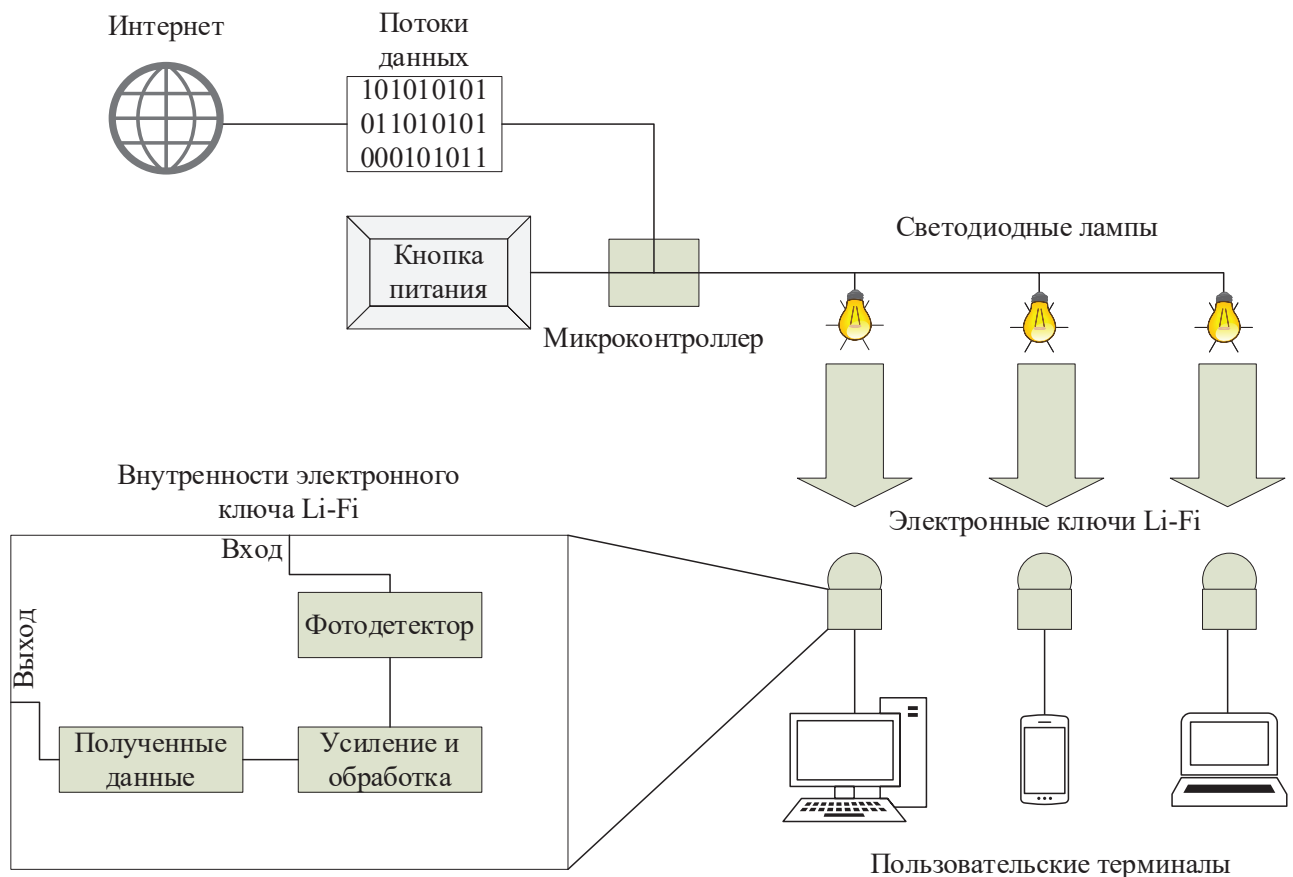 Интернет
Потоки
данных
101010101
011010101
000101011
Кнопка
питания
Микроконтроллер
Светодиодные лампы
Электронные ключи Li-Fi
Внутренности электронного
ключа Li-Fi
Вход
Фотодетектор
Выход
Полученные
данные
Усиление и
обработка
Пользовательские терминалы